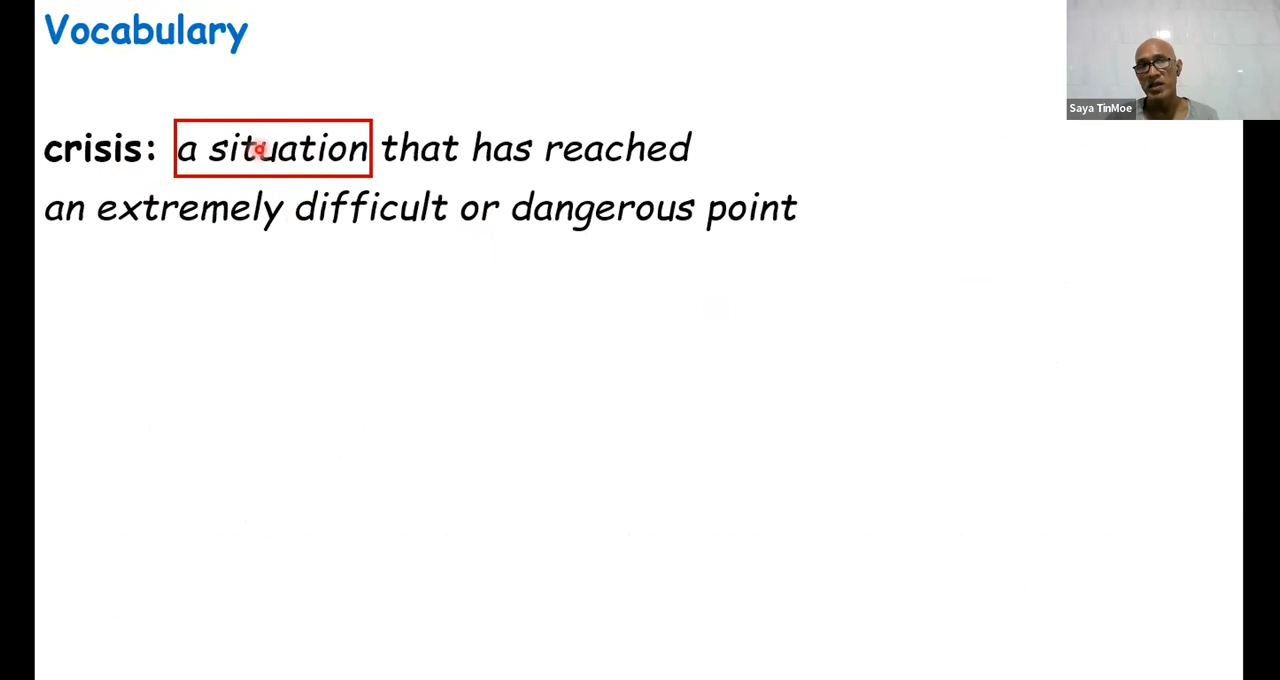 Vocabulary
Saya TinMoe
crisis: a situation that has reached
an extremely difficult or dangerous point